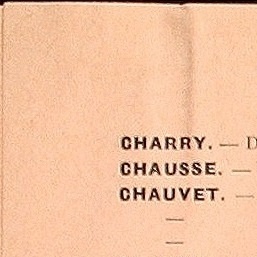 CHARRY. — D
CHAUSSE. —
CHAUVET. —
—
—